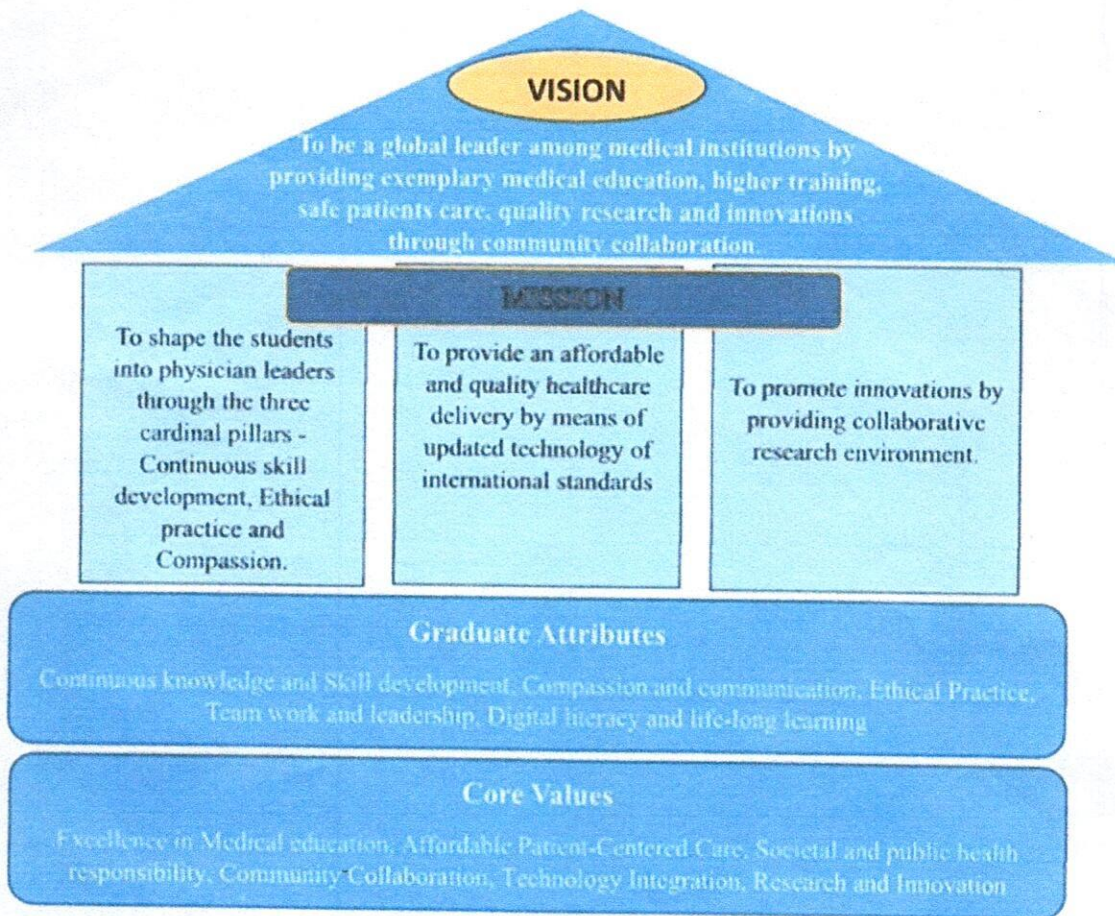 VISION
To be a global leader among medical institutions by
providing exemplary medical education, higher training,
safe patients care, quality research and innovations
through community collaboration.
MISSION
To shape the students
into physician leaders
through the three
cardinal pillars -
Continuous skill
development, Ethical
practice and
Compassion.
To provide an affordable
and quality healthcare
delivery by means of
updated technology of
international standards
To promote innovations by
providing collaborative
research environment.
Graduate Attributes
Continuous knowledge and Skill development, Compassion and communication, Ethical Practice,
Team work and leadership, Digital literacy and life-long learning
Core Values
Excellence in Medical education, Affordable Patient-Centered Care, Societal and public health
responsibility, Community Collaboration, Technology Integration, Research and Innovation